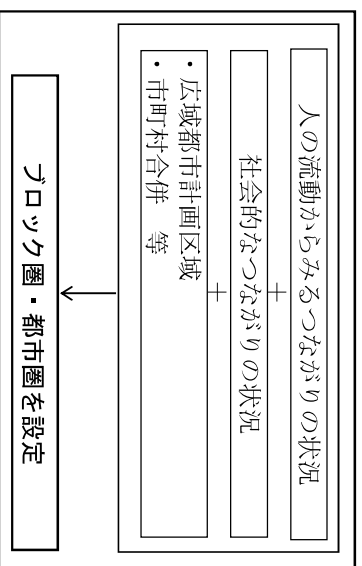 人の流動からみるつながりの状況
+
社会的なつながりの状況
+
・広域都市計画区域
・市町村合併　等
ブロック圏・都市圏を設定